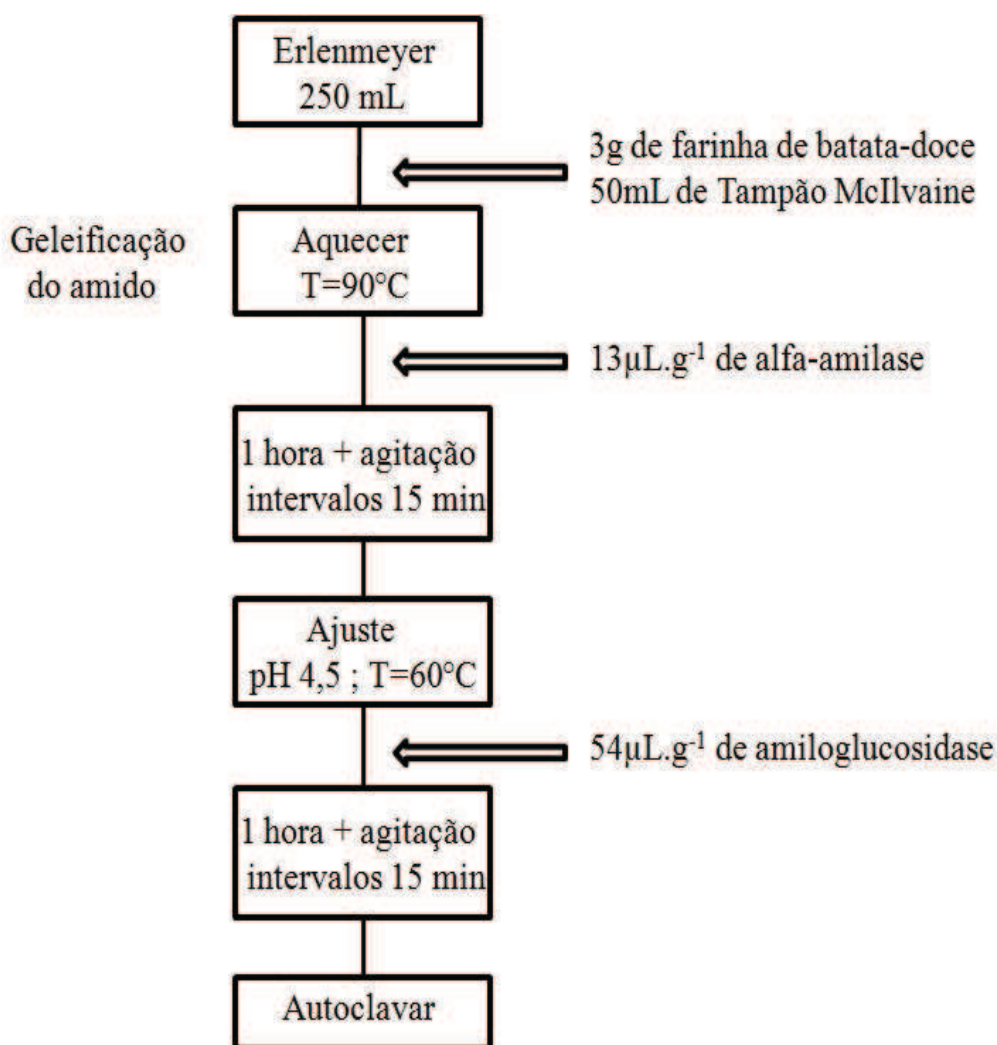 Erlenmeyer
250 mL
3g de farinha de batata-doce
50mL de Tampão McIlvaine
Geleificação
do amido
Aquecer
T=90°C
13µL.g⁻¹ de alfa-amilase
1 hora + agitação
intervalos 15 min
Ajuste
pH 4,5 ; T=60°C
54µL.g⁻¹ de amiloglucosidase
1 hora + agitação
intervalos 15 min
Autoclavar